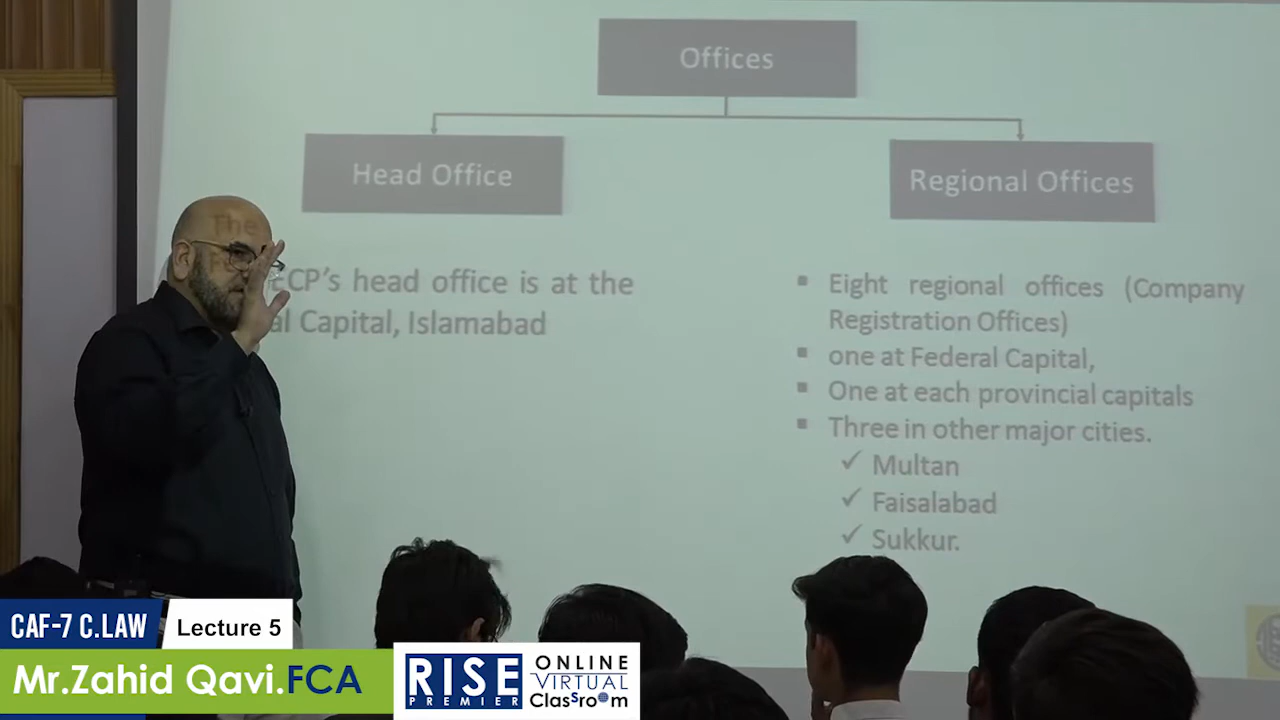 Offices
Head Office
Regional Offices
The
ECP's head office is at the
al Capital, Islamabad
▪ Eight regional offices (Company
Registration Offices)
▪ one at Federal Capital,
▪ One at each provincial capitals
▪ Three in other major cities.
✓ Multan
✓ Faisalabad
✓ Sukkur.
CAF-7 C.LAW
Lecture 5
Mr.Zahid Qavi.FCA
RISE
PREMIER
ONLINE
VIRTUAL
ClasSroom